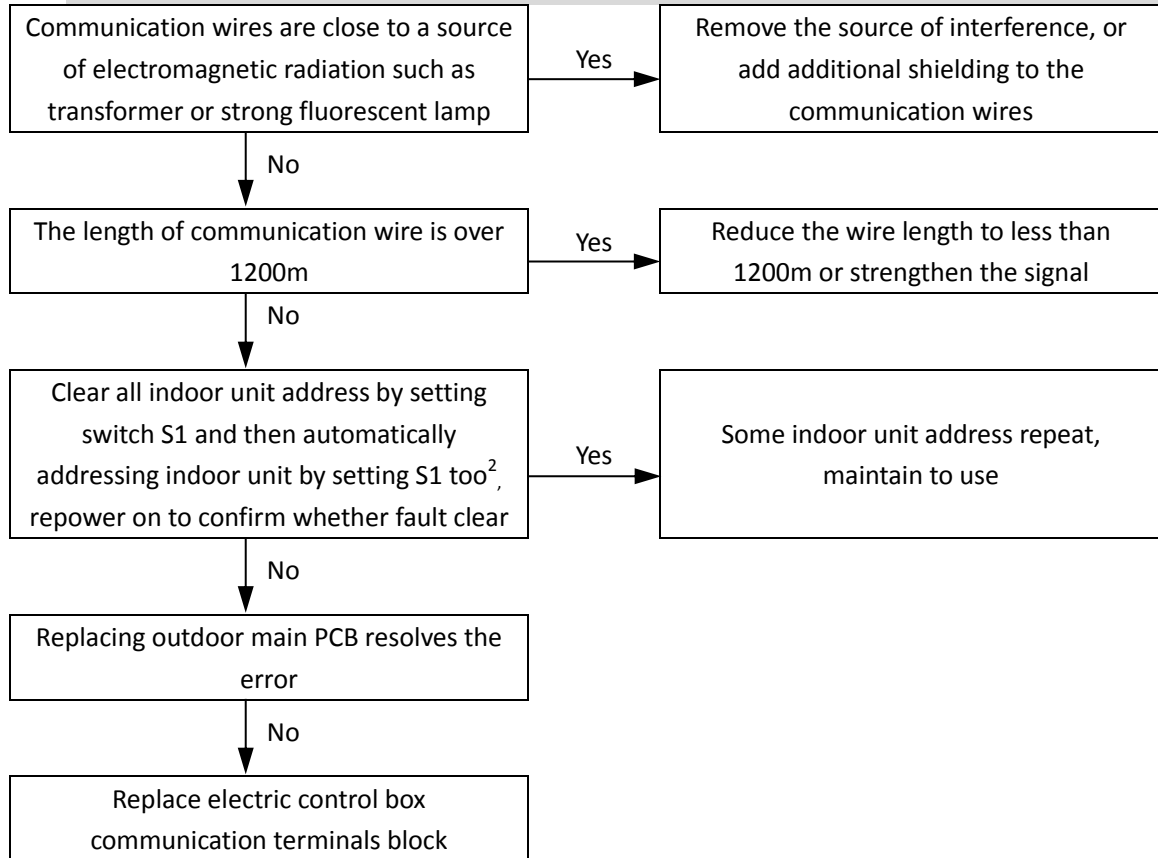 Communication wires are close to a source
of electromagnetic radiation such as
transformer or strong fluorescent lamp
Yes
Remove the source of interference, or
add additional shielding to the
communication wires
No
The length of communication wire is over
1200m
Yes
Reduce the wire length to less than
1200m or strengthen the signal
No
Clear all indoor unit address by setting
switch S1 and then automatically
addressing indoor unit by setting S1 too²,
repower on to confirm whether fault clear
Yes
Some indoor unit address repeat,
maintain to use
No
Replacing outdoor main PCB resolves the
error
No
Replace electric control box
communication terminals block